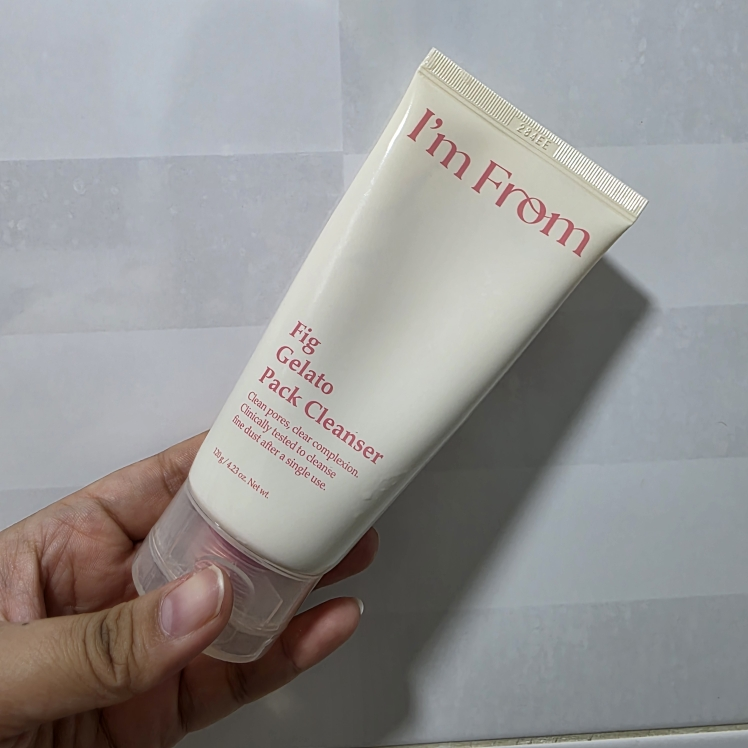 284EE
I'm From
Fig
Gelato
Pack Cleanser
Clean pores, clear complexion.
Clinically tested to cleanse
fine dust after a single use.
120 g / 4.23 oz. Net wt.